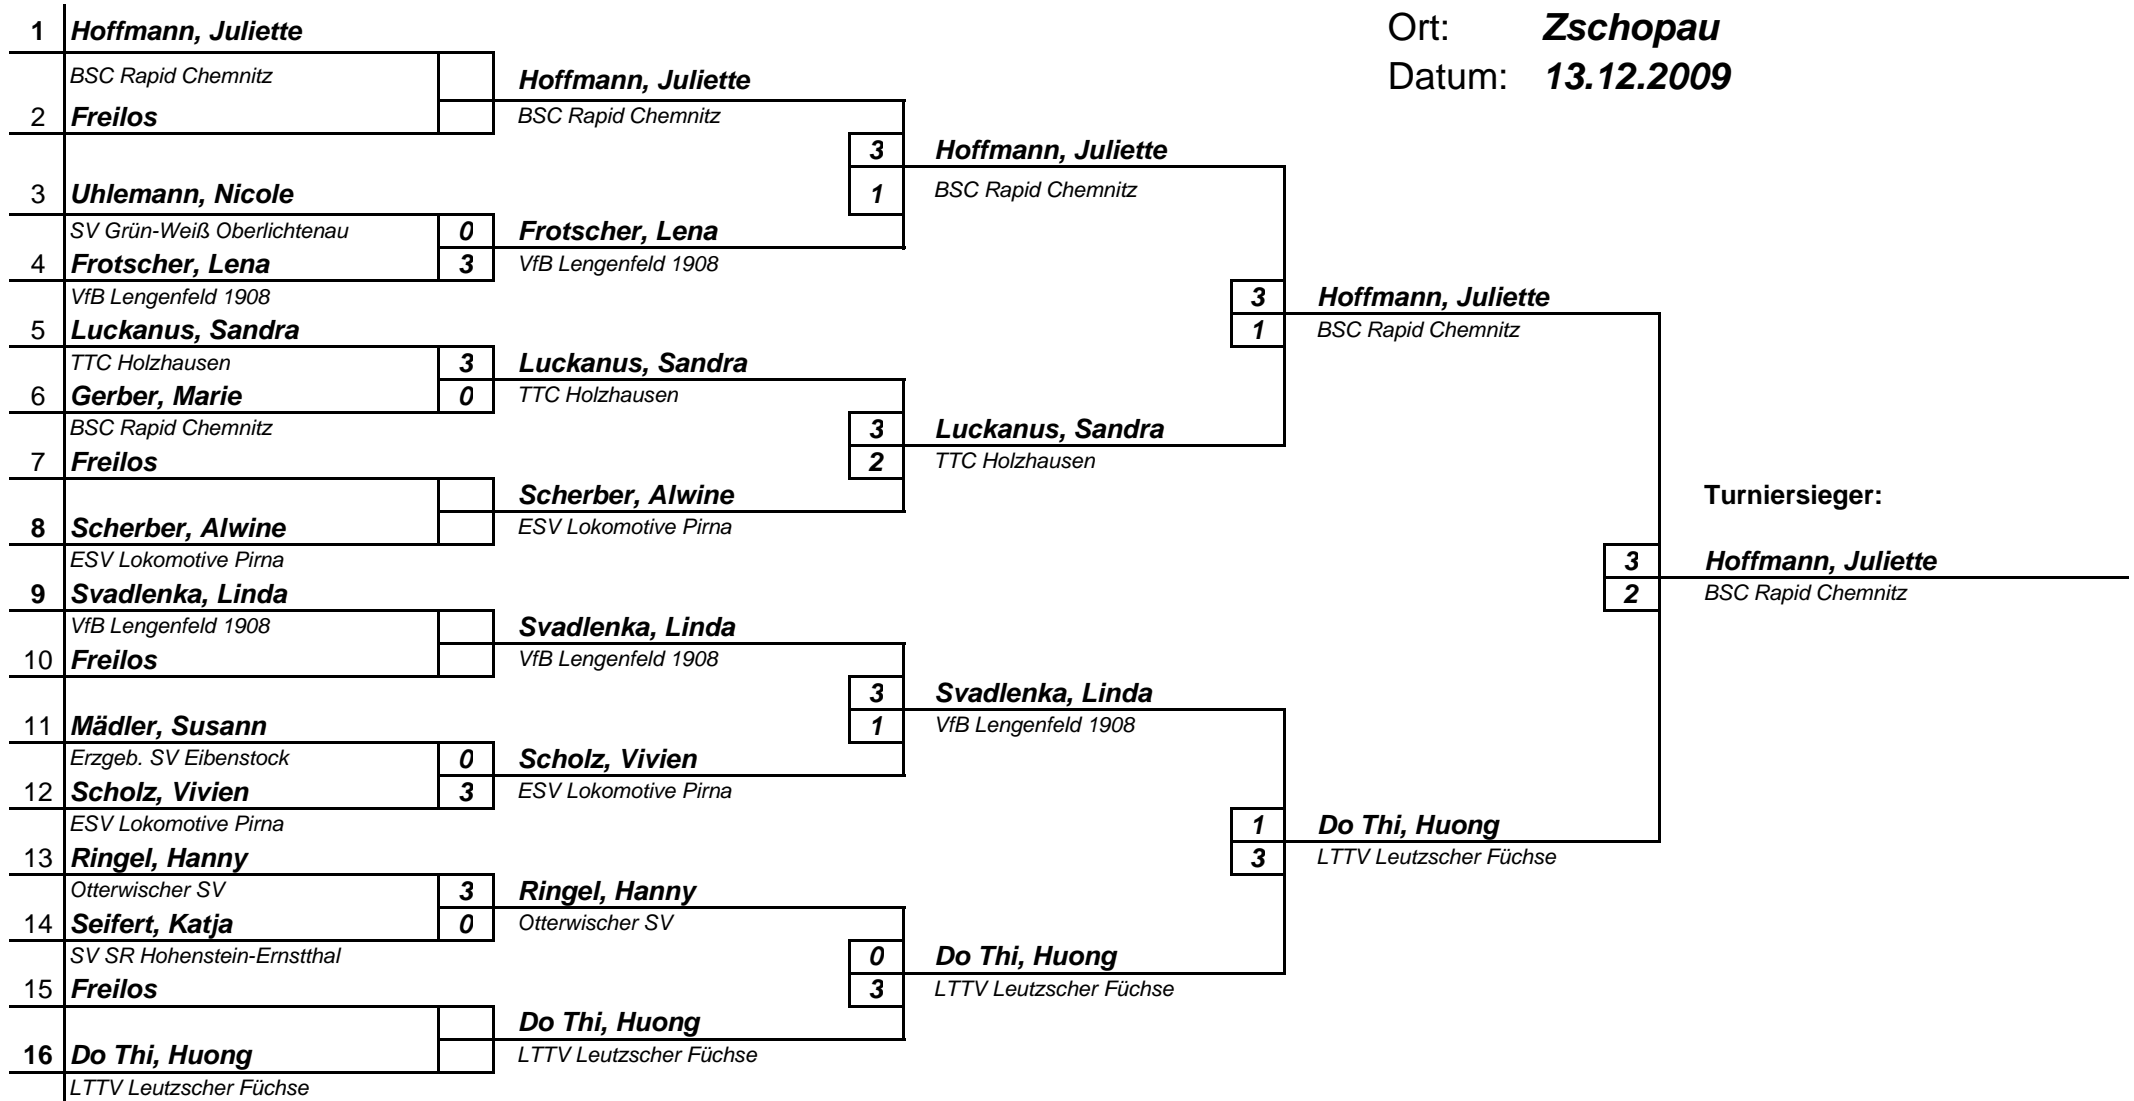 Ort: Zschopau
Datum: 13.12.2009
1 Hoffmann, Juliette
BSC Rapid Chemnitz
2 Freilos
3 Uhlemann, Nicole
SV Grün-Weiß Oberlichtenau 0
4 Frotscher, Lena 3
VfB Lengenfeld 1908
5 Luckanus, Sandra
TTC Holzhausen 3
6 Gerber, Marie 0
BSC Rapid Chemnitz
7 Freilos
8 Scherber, Alwine
ESV Lokomotive Pirna
9 Svadlenka, Linda
VfB Lengenfeld 1908
10 Freilos
11 Mädler, Susann
Erzgeb. SV Eibenstock 0
12 Scholz, Vivien 3
ESV Lokomotive Pirna
13 Ringel, Hanny
Otterwischer SV 3
14 Seifert, Katja 0
SV SR Hohenstein-Ernstthal
15 Freilos
16 Do Thi, Huong
LTTV Leutzscher Füchse
Hoffmann, Juliette
BSC Rapid Chemnitz
3
1
Frotscher, Lena
VfB Lengenfeld 1908
Luckanus, Sandra
TTC Holzhausen
3
2
Scherber, Alwine
ESV Lokomotive Pirna
Svadlenka, Linda
VfB Lengenfeld 1908
3
1
Scholz, Vivien
ESV Lokomotive Pirna
Ringel, Hanny
Otterwischer SV
0
3
Do Thi, Huong
LTTV Leutzscher Füchse
Hoffmann, Juliette
BSC Rapid Chemnitz
3
1
Luckanus, Sandra
TTC Holzhausen
Svadlenka, Linda
VfB Lengenfeld 1908
1
3
Do Thi, Huong
LTTV Leutzscher Füchse
Hoffmann, Juliette
BSC Rapid Chemnitz
3
2
Do Thi, Huong
LTTV Leutzscher Füchse
Turniersieger:
Hoffmann, Juliette
BSC Rapid Chemnitz